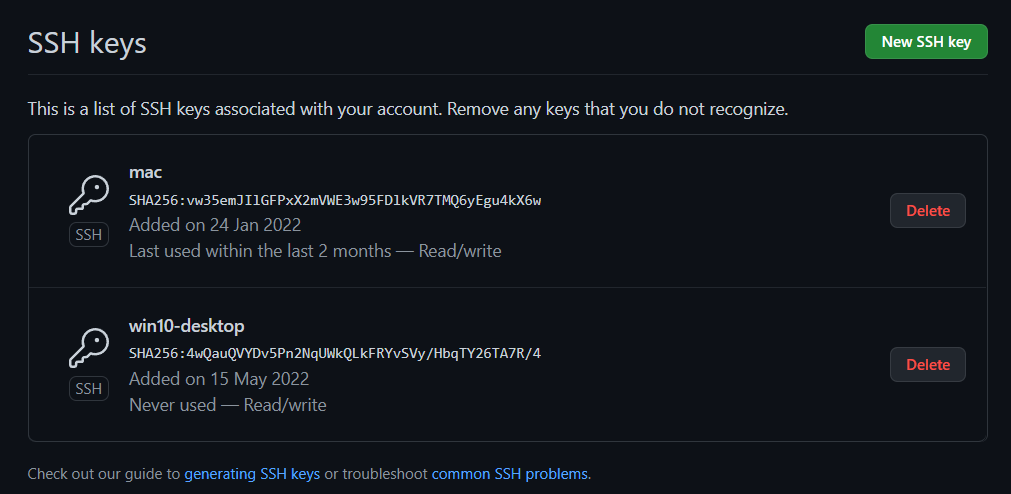 SSH keys
New SSH key
This is a list of SSH keys associated with your account. Remove any keys that you do not recognize.
mac
SHA256:vw35emJIlGFPxX2mVWE3w95FDlkVR7TMQ6yEgu4kX6w
Added on 24 Jan 2022
Last used within the last 2 months — Read/write
SSH
Delete
win10-desktop
SHA256:4wQauQVYDv5Pn2NqUWkQLkFRYvSVy/HbqTY26TA7R/4
Added on 15 May 2022
Never used — Read/write
SSH
Delete
Check out our guide to generating SSH keys or troubleshoot common SSH problems.